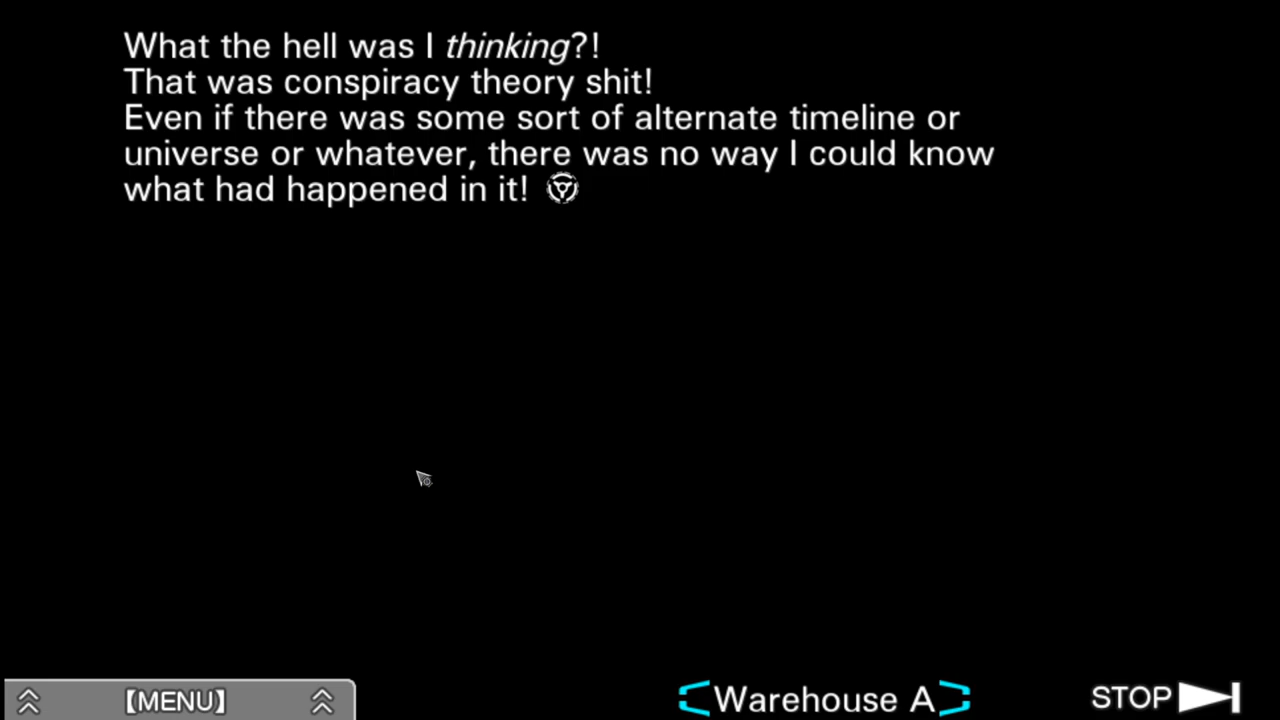 What the hell was I thinking?!
That was conspiracy theory shit!
Even if there was some sort of alternate timeline or
universe or whatever, there was no way I could know
what had happened in it!
【MENU】
Warehouse A
STOP